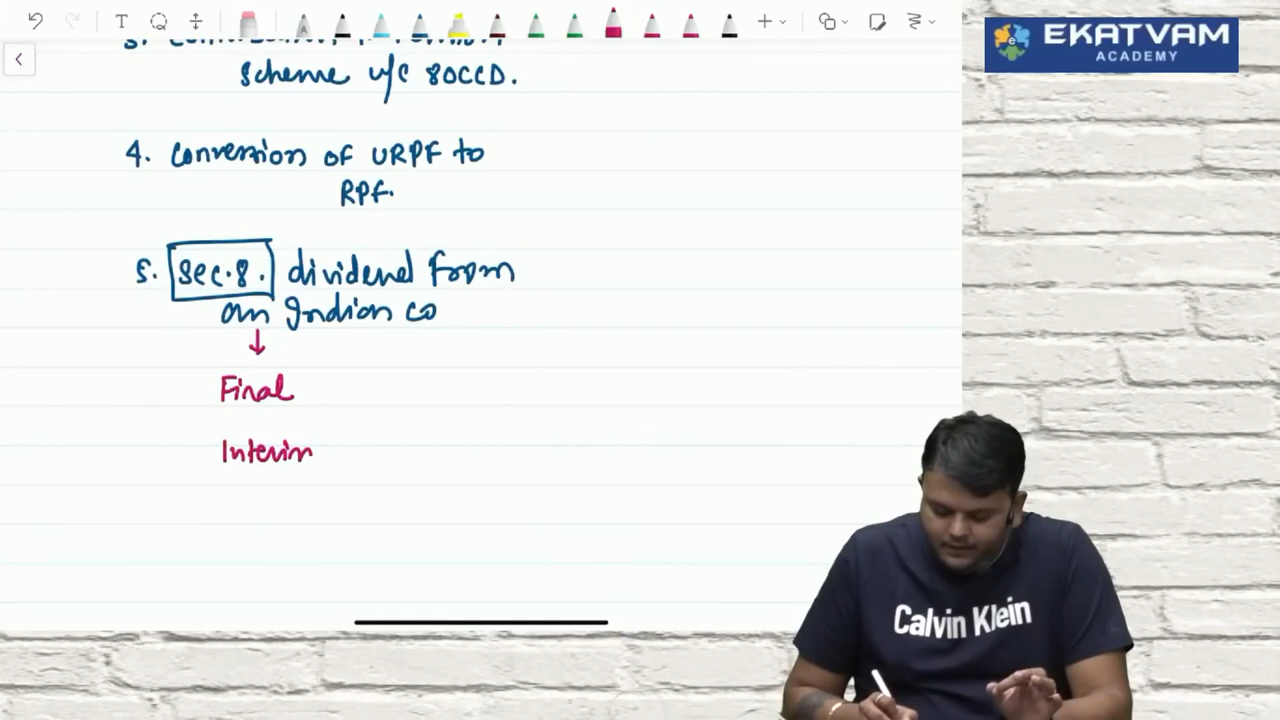 EKATVAM
ACADEMY
scheme u/c 80CCD.
4. Conversion of URPF to
RPF.
5. Sec.8. dividend from
an Indian co
Final
Interim
Calvin Klein